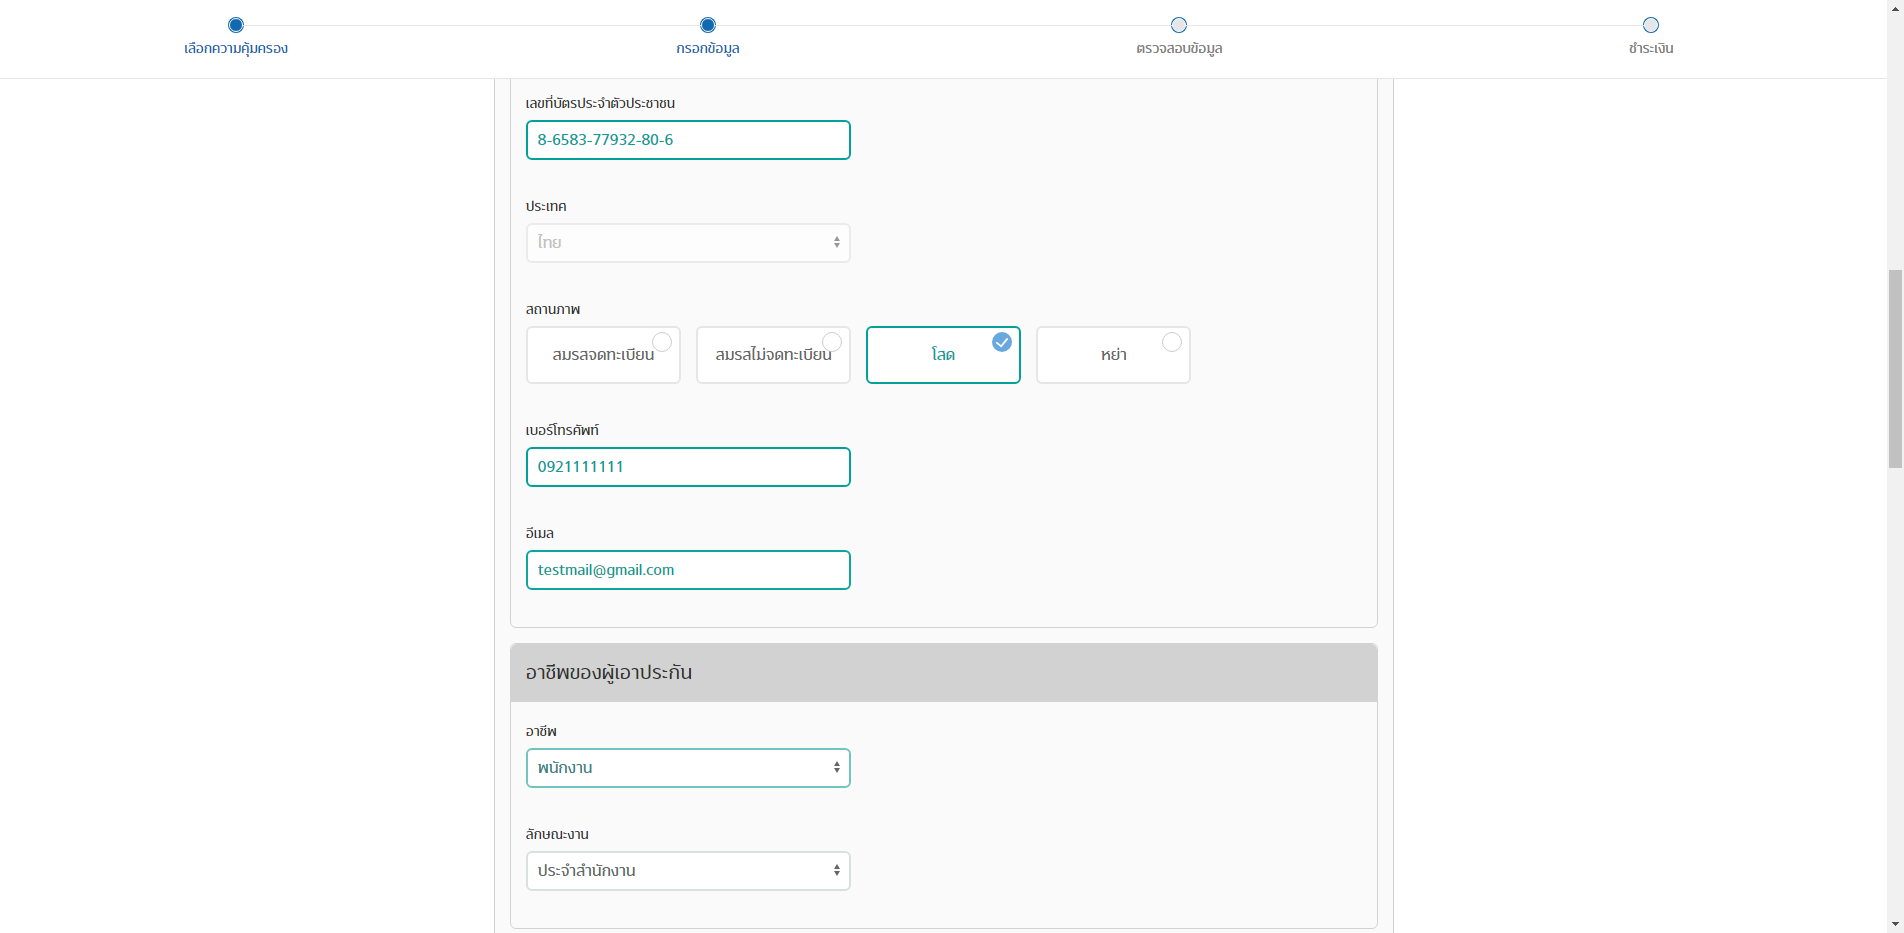 เลือกความคุ้มครอง
กรอกข้อมูล
ตรวจสอบข้อมูล
ชำระเงิน
เลขที่บัตรประจำตัวประชาชน
8-6583-77932-80-6
ประเทศ
ไทย
สถานภาพ
สมรสจดทะเบียน
สมรสไม่จดทะเบียน
โสด
หย่า
เบอร์โทรศัพท์
0921111111
อีเมล
testmail@gmail.com
อาชีพของผู้เอาประกัน
อาชีพ
พนักงาน
ลักษณะงาน
ประจำสำนักงาน